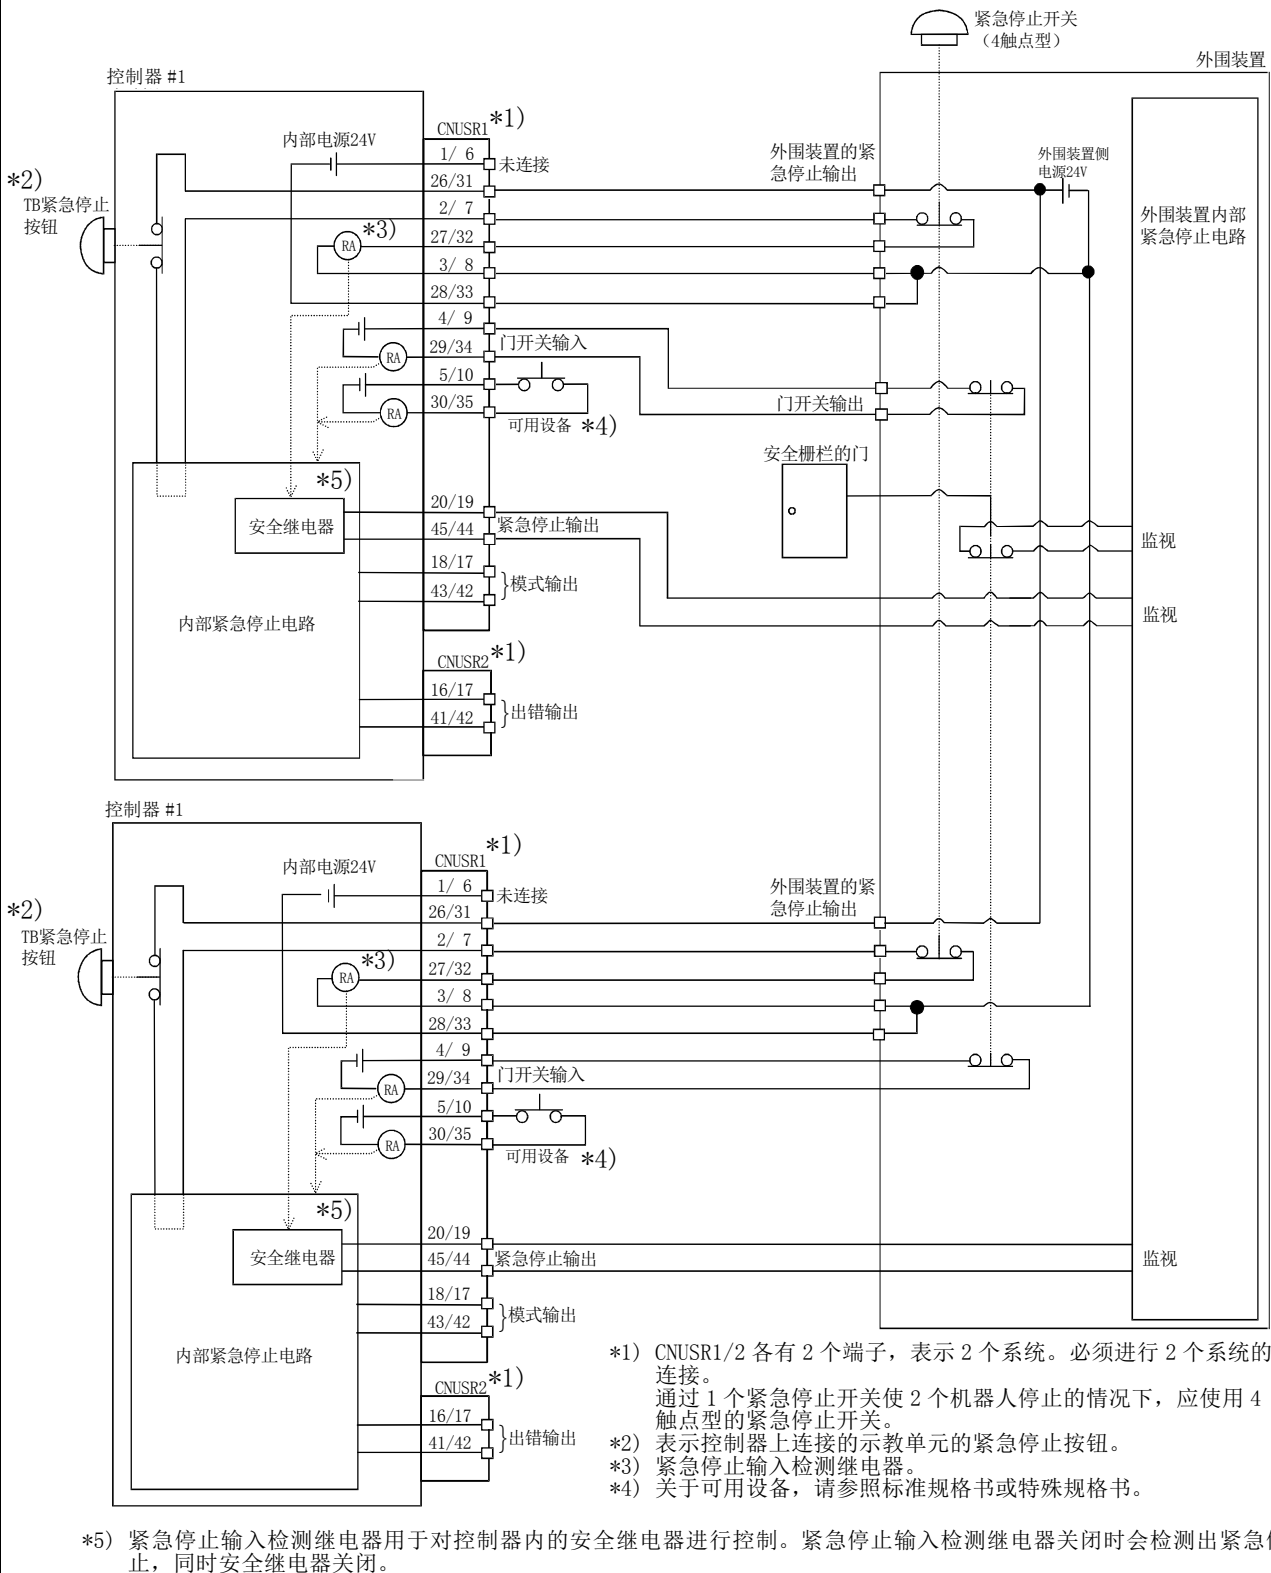 紧急停止开关
（4触点型）
外围装置
控制器 #1
内部电源24V
CNUSR1 *1)
1/ 6
未连接
26/31
2/ 7
27/32
3/ 8
28/33
4/ 9
29/34
5/10
30/35
*2)
TB紧急停止
按钮
RA
*3)
RA
RA
门开关输入
可用设备 *4)
外围装置的紧
急停止输出
外围装置侧
电源24V
外围装置内部
紧急停止电路
门开关输出
安全栅栏的门
*5)
安全继电器
内部紧急停止电路
20/19
45/44
紧急停止输出
18/17
43/42
}模式输出
监视
监视
CNUSR2 *1)
16/17
41/42
}出错输出
控制器 #1
内部电源24V
CNUSR1 *1)
1/ 6
未连接
26/31
2/ 7
27/32
3/ 8
28/33
4/ 9
29/34
5/10
30/35
*2)
TB紧急停止
按钮
RA
*3)
RA
RA
门开关输入
可用设备 *4)
外围装置的紧
急停止输出
*5)
安全继电器
内部紧急停止电路
20/19
45/44
紧急停止输出
18/17
43/42
}模式输出
监视
CNUSR2 *1)
16/17
41/42
}出错输出
*1) CNUSR1/2 各有 2 个端子，表示 2 个系统。必须进行 2 个系统的
连接。
通过 1 个紧急停止开关使 2 个机器人停止的情况下，应使用 4
触点型的紧急停止开关。
*2) 表示控制器上连接的示教单元的紧急停止按钮。
*3) 紧急停止输入检测继电器。
*4) 关于可用设备，请参照标准规格书或特殊规格书。
*5) 紧急停止输入检测继电器用于对控制器内的安全继电器进行控制。紧急停止输入检测继电器关闭时会检测出紧急
止，同时安全继电器关闭。